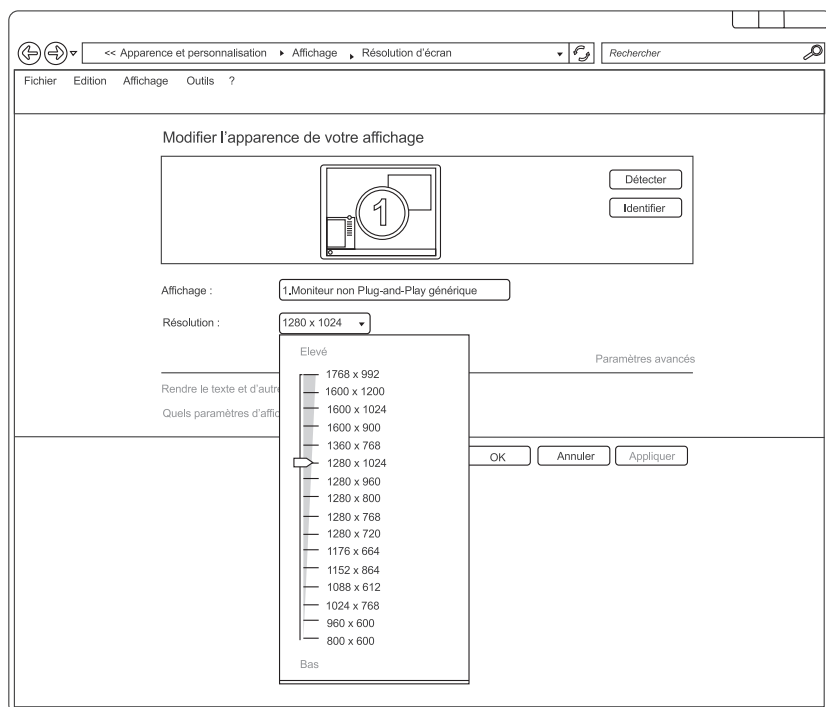 << Apparence et personnalisation Affichage Résolution d'écran Rechercher
Fichier Edition Affichage Outils ?
Modifier l'apparence de votre affichage
1
Détecter
Identifier
Affichage : 1.Moniteur non Plug-and-Play générique
Résolution : 1280 x 1024
Elevé
Paramètres avancés
1768 x 992
Rendre le texte et d'autre
1600 x 1200
1600 x 1024
Quels paramètres d'affic
1600 x 900
1360 x 768
1280 x 1024
OK Annuler Appliquer
1280 x 960
1280 x 800
1280 x 768
1280 x 720
1176 x 664
1152 x 864
1088 x 612
1024 x 768
960 x 600
800 x 600
Bas